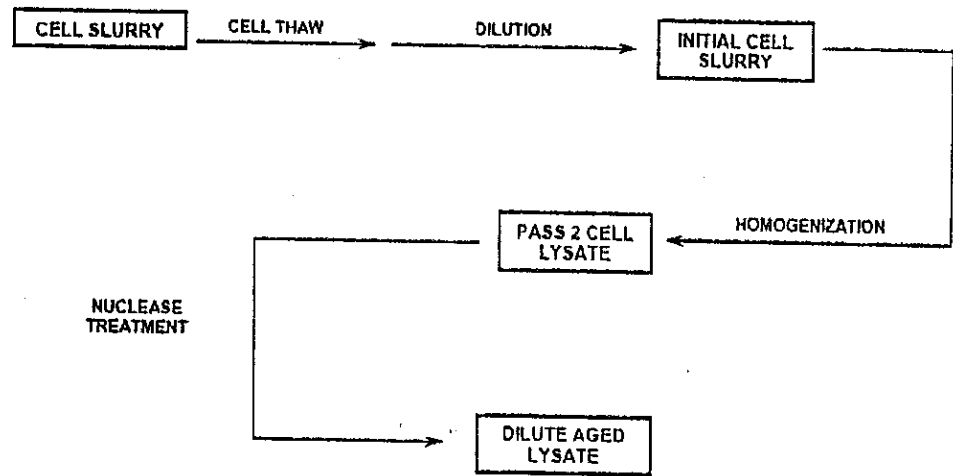 CELL SLURRY
CELL THAW
DILUTION
INITIAL CELL
SLURRY
HOMOGENIZATION
PASS 2 CELL
LYSATE
NUCLEASE
TREATMENT
DILUTE AGED
LYSATE